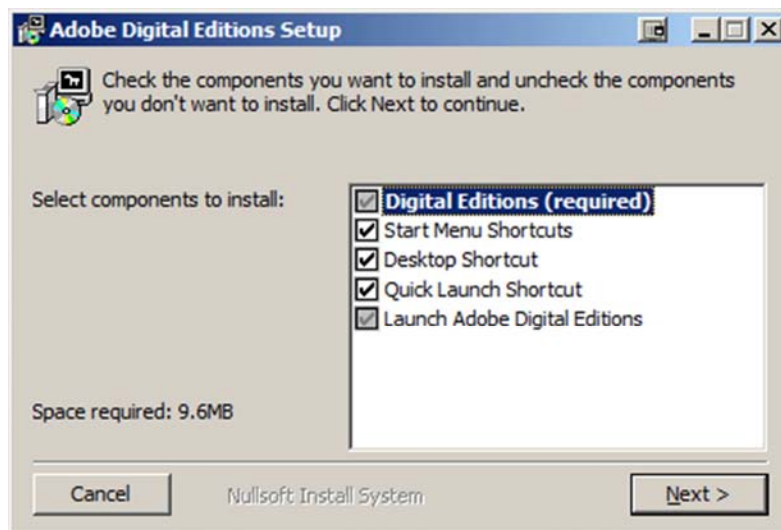 Adobe Digital Editions Setup
Check the components you want to install and uncheck the components
you don't want to install. Click Next to continue.
Select components to install:
Digital Editions (required)
Start Menu Shortcuts
Desktop Shortcut
Quick Launch Shortcut
Launch Adobe Digital Editions
Space required: 9.6MB
Cancel
Nullsoft Install System
Next >